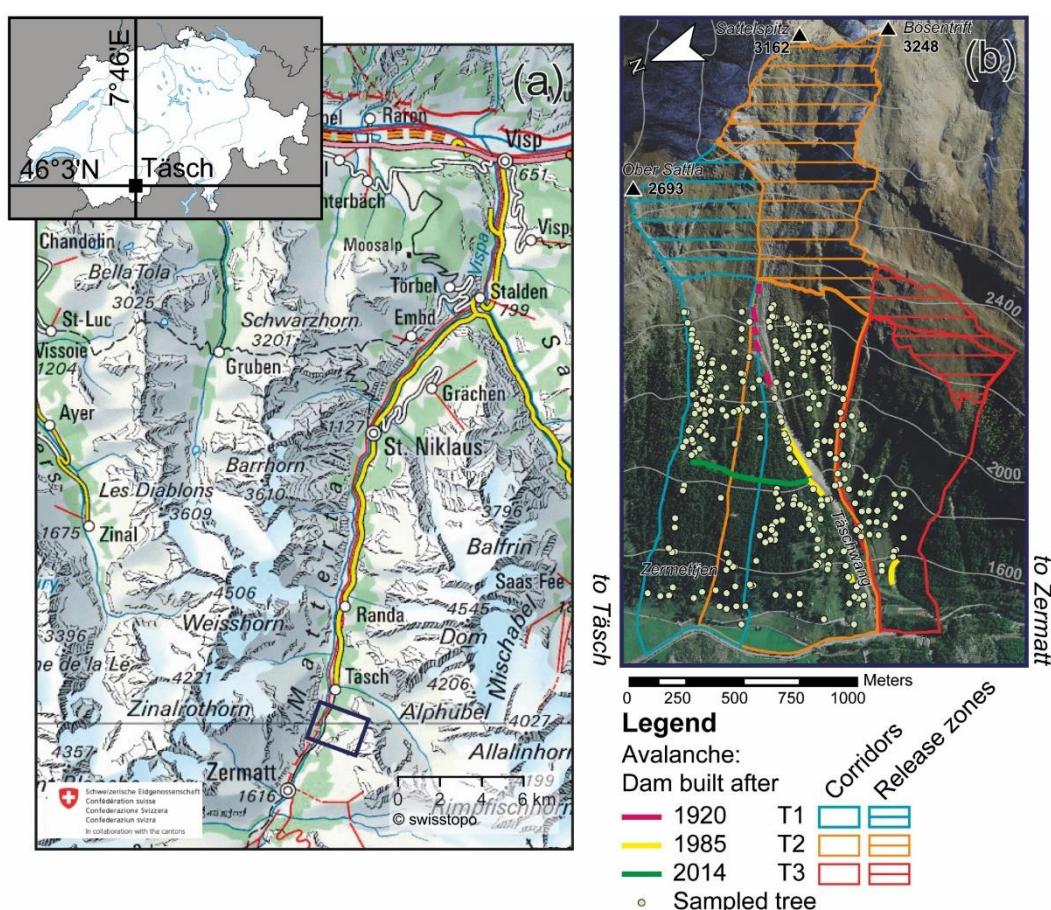 7°46'E
46°3'N
Täsch
(a)
Raron
Visp
651
Visp
Chandolin
Bella Tola
3025
Moosalp
Vispa
Törbel
Stalden
799
St-Luc
Schwarzhorn
3201
Embd
Vissoie
1204
Gruben
Grächen
Ayer
1127
St. Niklaus
Barrhorn
3610
Les Diablons
3609
1675
Zinal
3796
Balfrin
Saas Fee
4506
Weisshorn
Randa
4545
Dom
Mischabel
3396
4221
Täsch
4206
Zinalrothorn
Alphubel
4027
4357
Allalinhorn
Zermatt
1616
Matter
tal
Schweizerische Eidgenossenschaft
Confédération suisse
Confederazione Svizzera
Confederaziun svizra
In collaboration with the cantons
0 2 4 6 km
© swisstopo
N
Sattelspitz
3162
Bösentrift
3248
(b)
Ober Sattla
2693
2400
2000
Täschwang
Zermettjen
1600
to Täsch
to Zermatt
0 250 500 750 1000 Meters
Legend
Avalanche:
Dam built after
Corridors
Release zones
1920 T1
1985 T2
2014 T3
Sampled tree